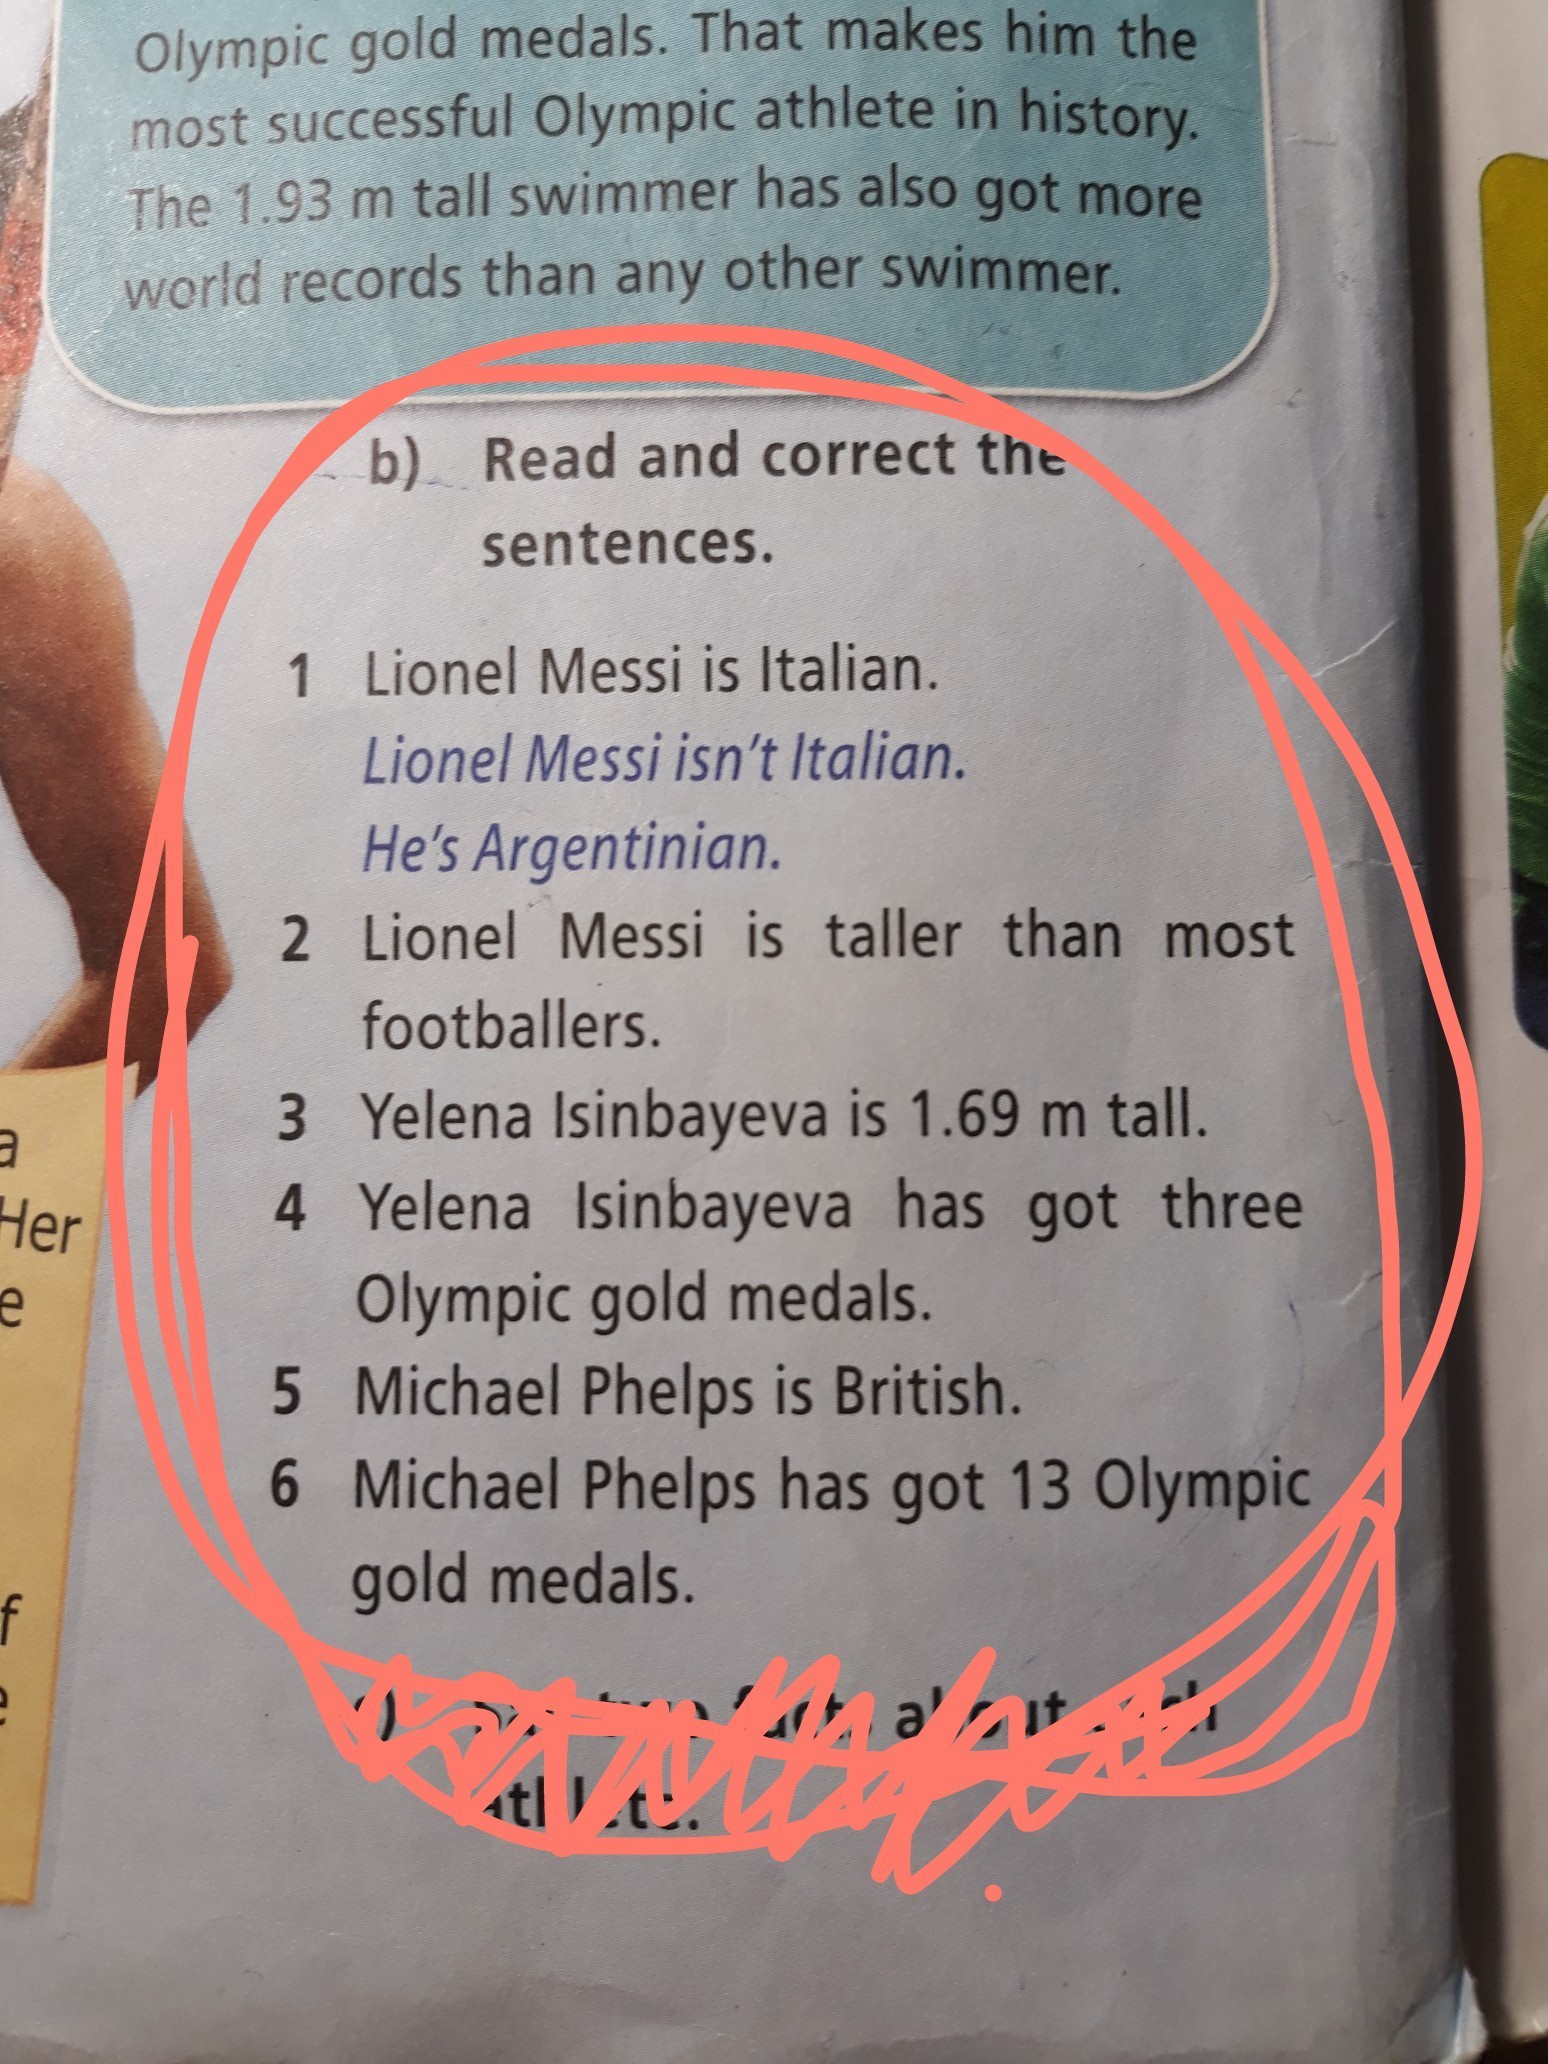 Olympic gold medals. That makes him the
most successful Olympic athlete in history.
The 1.93 m tall swimmer has also got more
world records than any other swimmer.
b) Read and correct the
sentences.
1 Lionel Messi is Italian.
Lionel Messi isn't Italian.
He's Argentinian.
2 Lionel Messi is taller than most
footballers.
a
3 Yelena Isinbayeva is 1.69 m tall.
Her
4 Yelena Isinbayeva has got three
e
Olympic gold medals.
5 Michael Phelps is British.
6 Michael Phelps has got 13 Olympic
gold medals.
f
facts about
athlete.